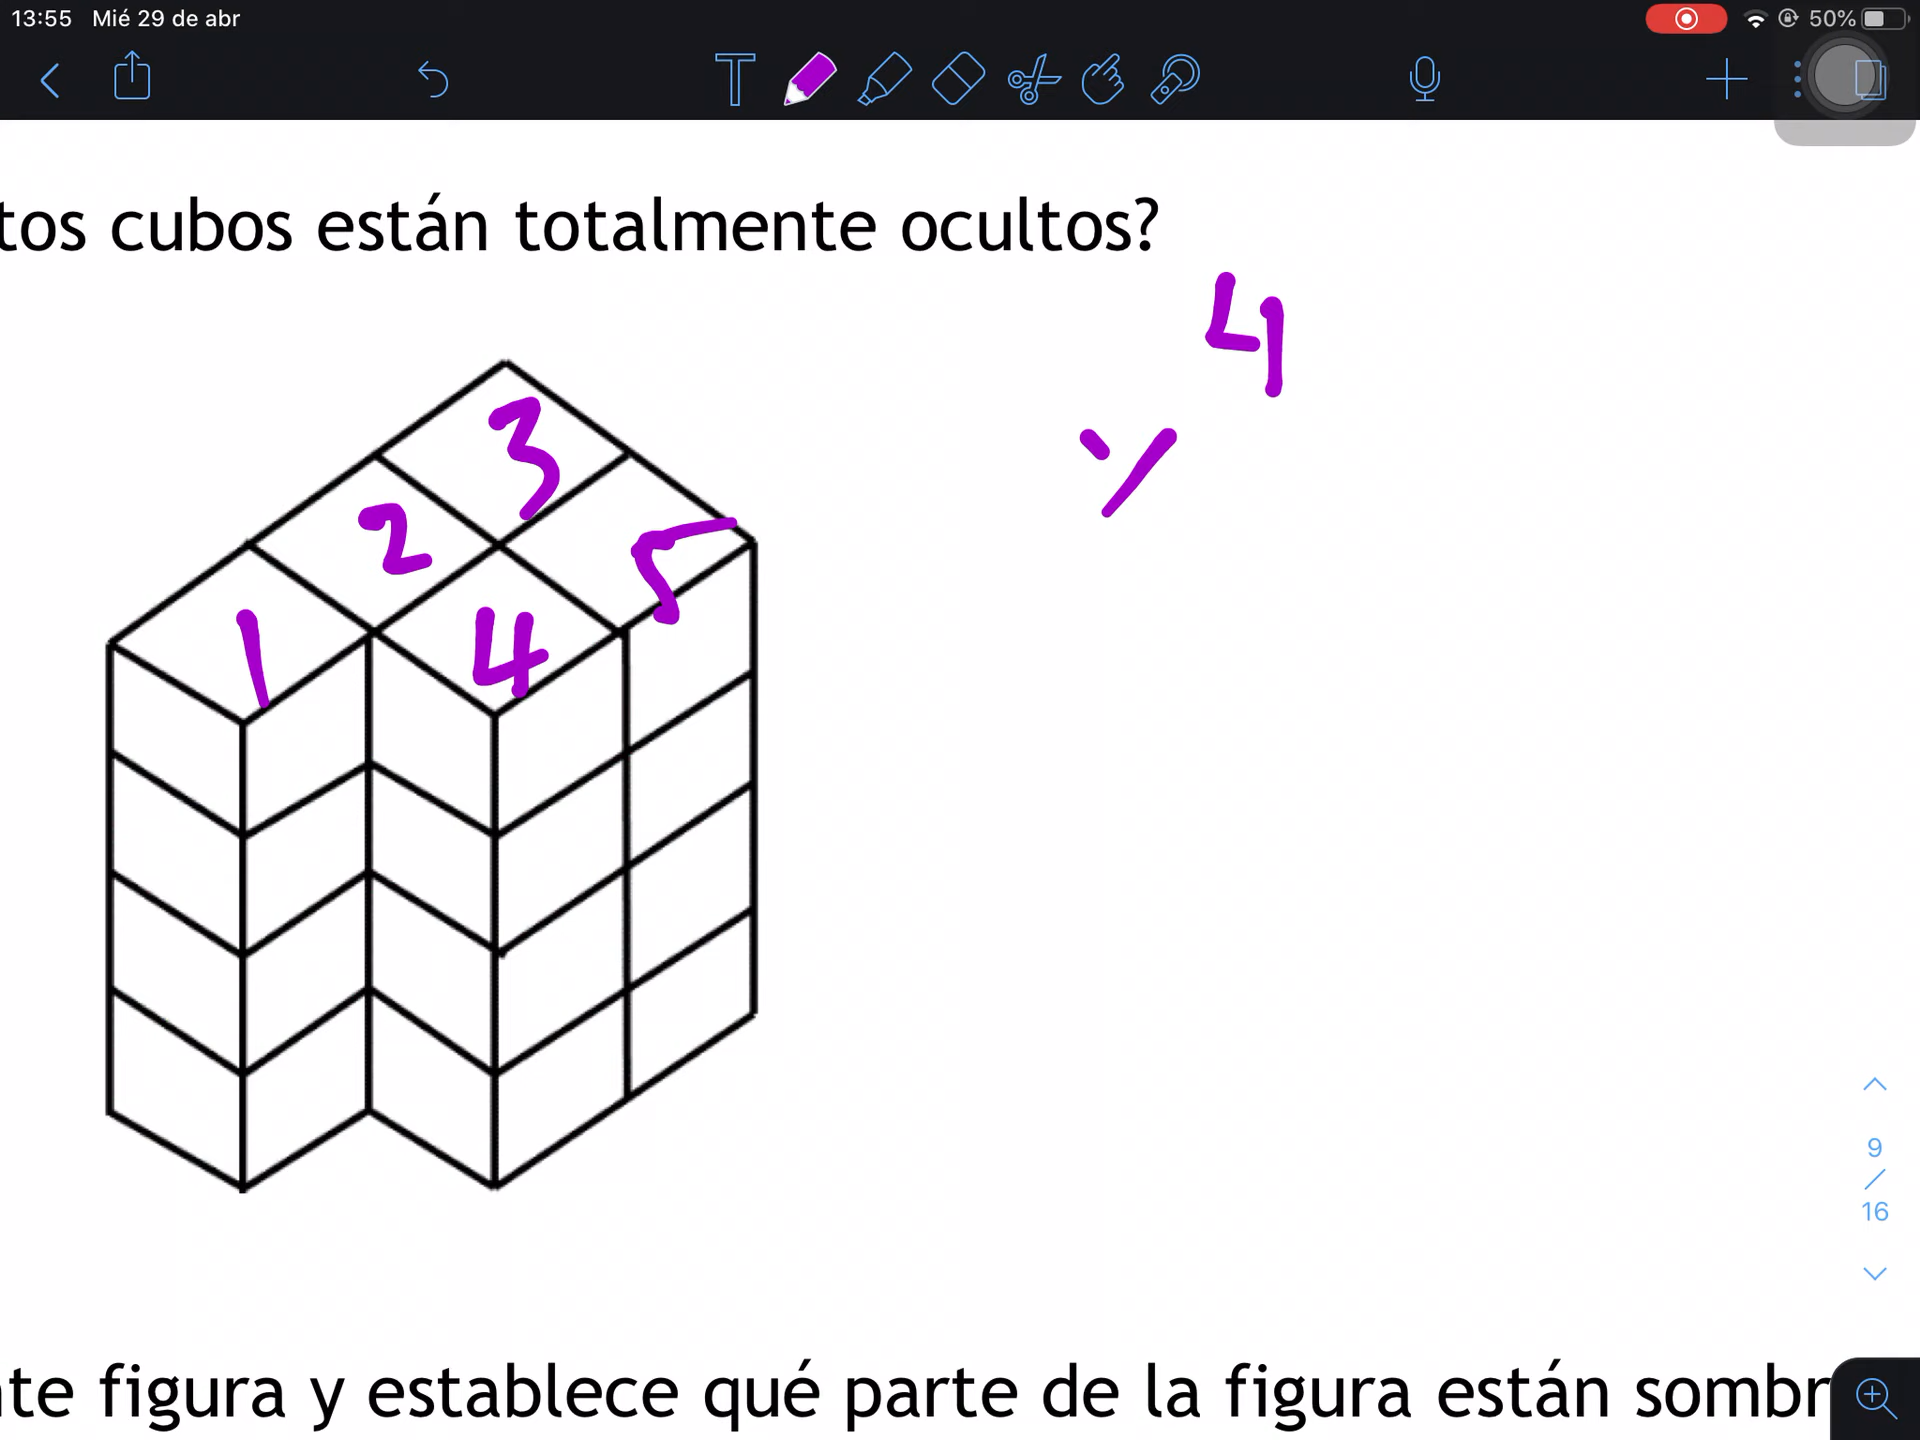 13:55 Mié 29 de abr 50%
T
tos cubos están totalmente ocultos?
4
3
2
5
1
4
9
/
16
te figura y establece qué parte de la figura están sombr